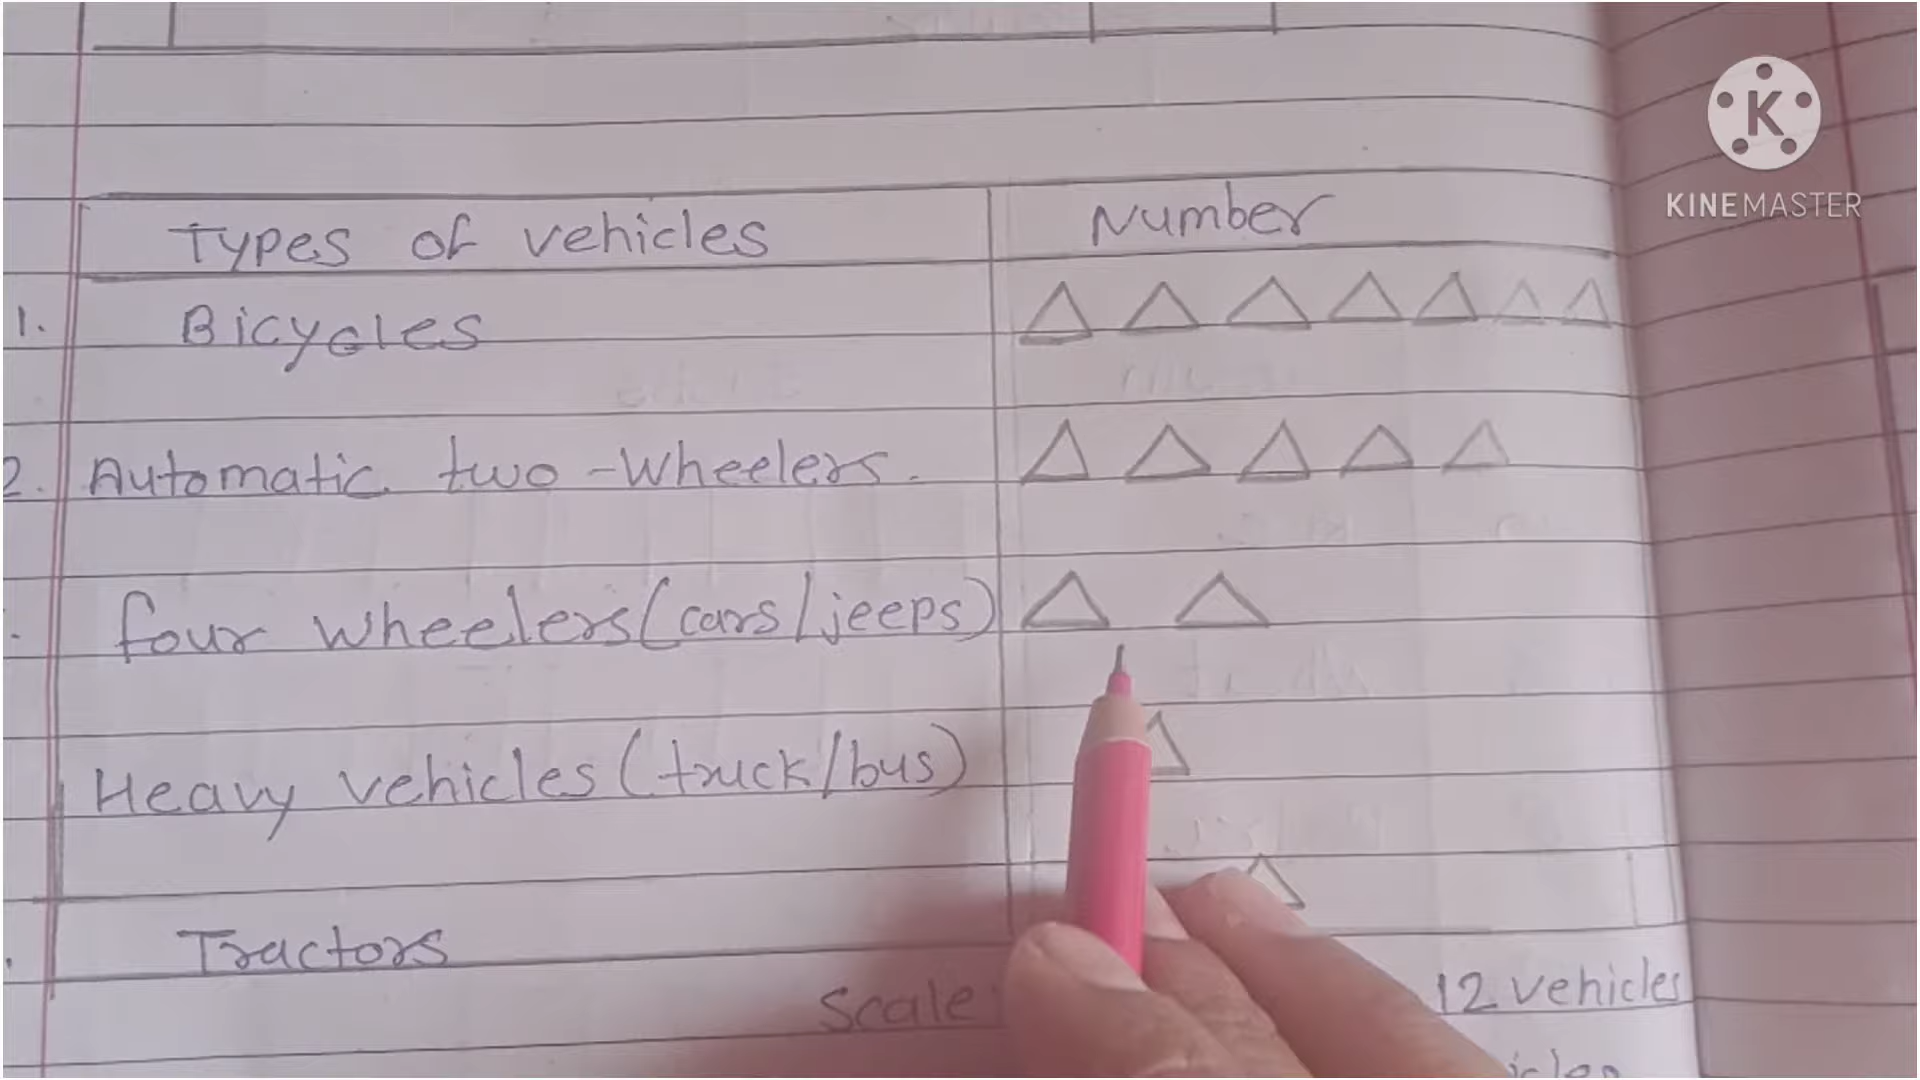 K
KINEMASTER
Types of vehicles Number
1. Bicycles
2. Automatic two-wheelers.
four wheelers (cars/jeeps)
Heavy vehicles (truck/bus)
Tractors
Scale 12 vehicles